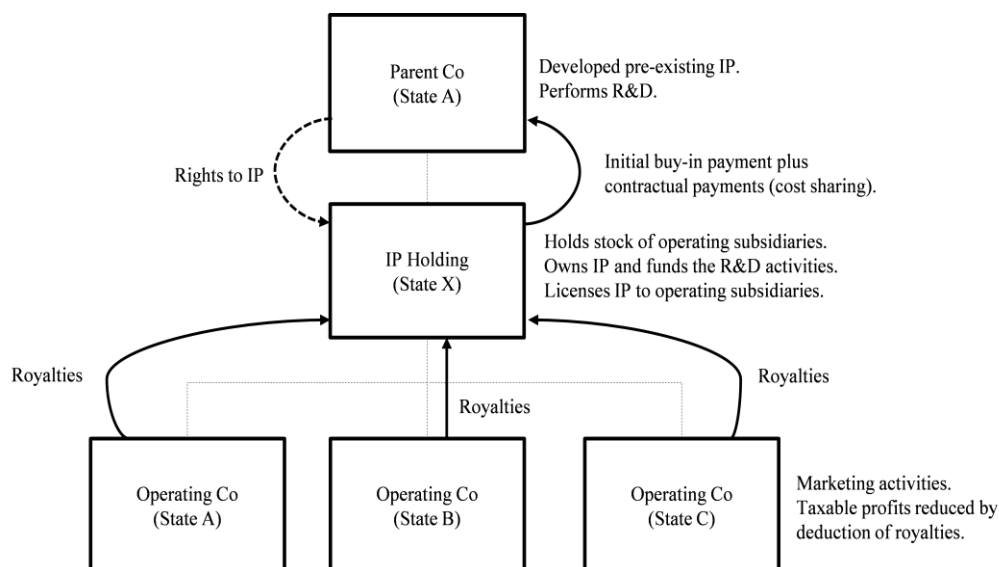 Parent Co
(State A)
Developed pre-existing IP.
Performs R&D.
Rights to IP
Initial buy-in payment plus
contractual payments (cost sharing).
IP Holding
(State X)
Holds stock of operating subsidiaries.
Owns IP and funds the R&D activities.
Licenses IP to operating subsidiaries.
Royalties
Royalties
Royalties
Operating Co
(State A)
Operating Co
(State B)
Operating Co
(State C)
Marketing activities.
Taxable profits reduced by
deduction of royalties.